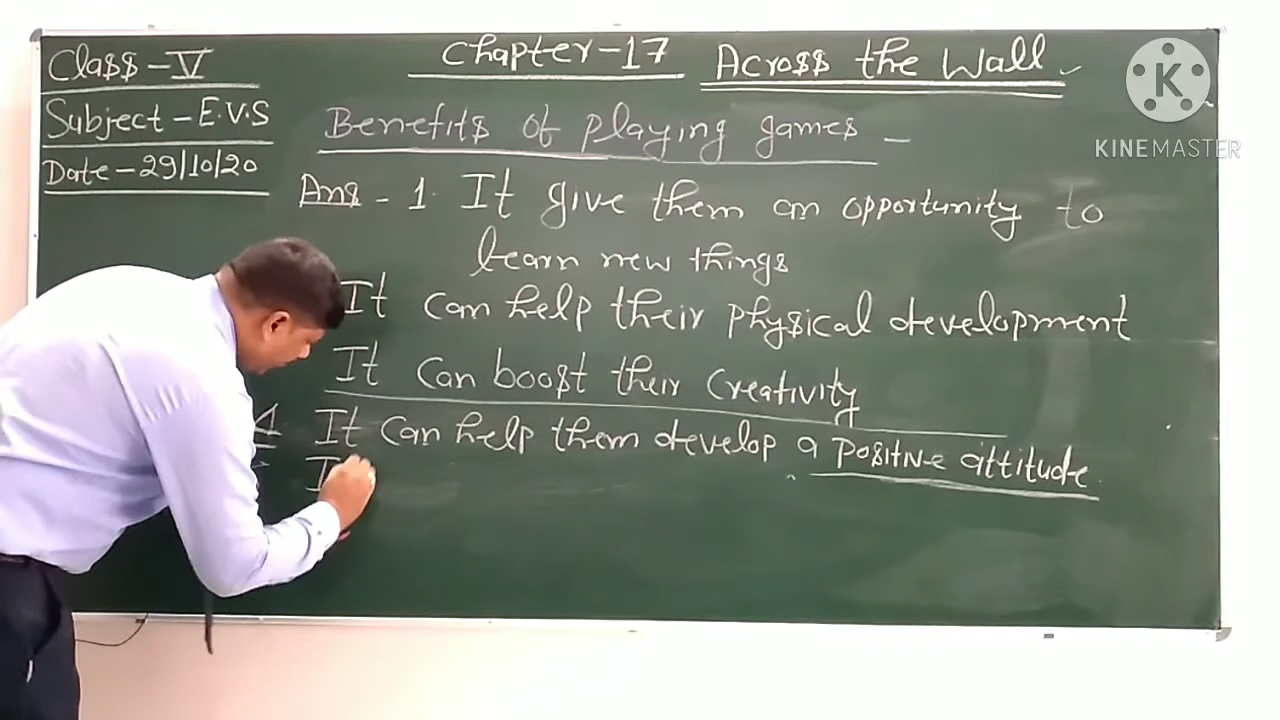 Class - V
Subject - E.V.S
Date - 29/10/20
Chapter-17 Across the Wall
Benefits of playing games -
Ans - 1. It give them an opportunity to
learn new things
It can help their physical development
It can boost their creativity
4 It can help them develop a positive attitude
I
K
KINEMASTER